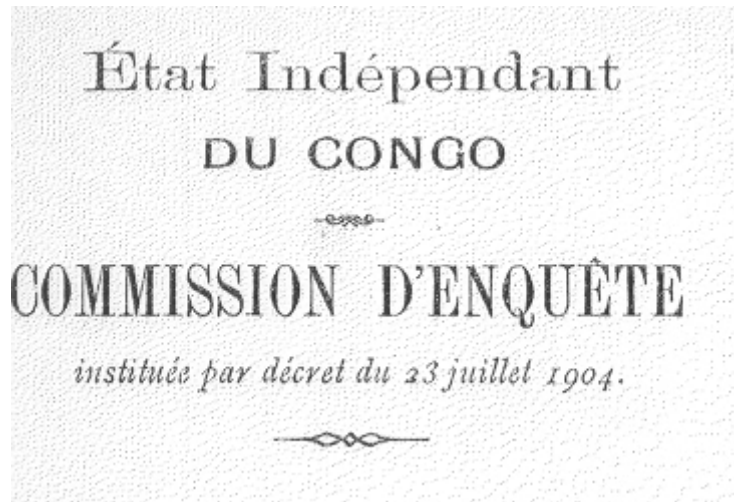 État Indépendant
DU CONGO
COMMISSION D'ENQUÊTE
instituée par décret du 23 juillet 1904.